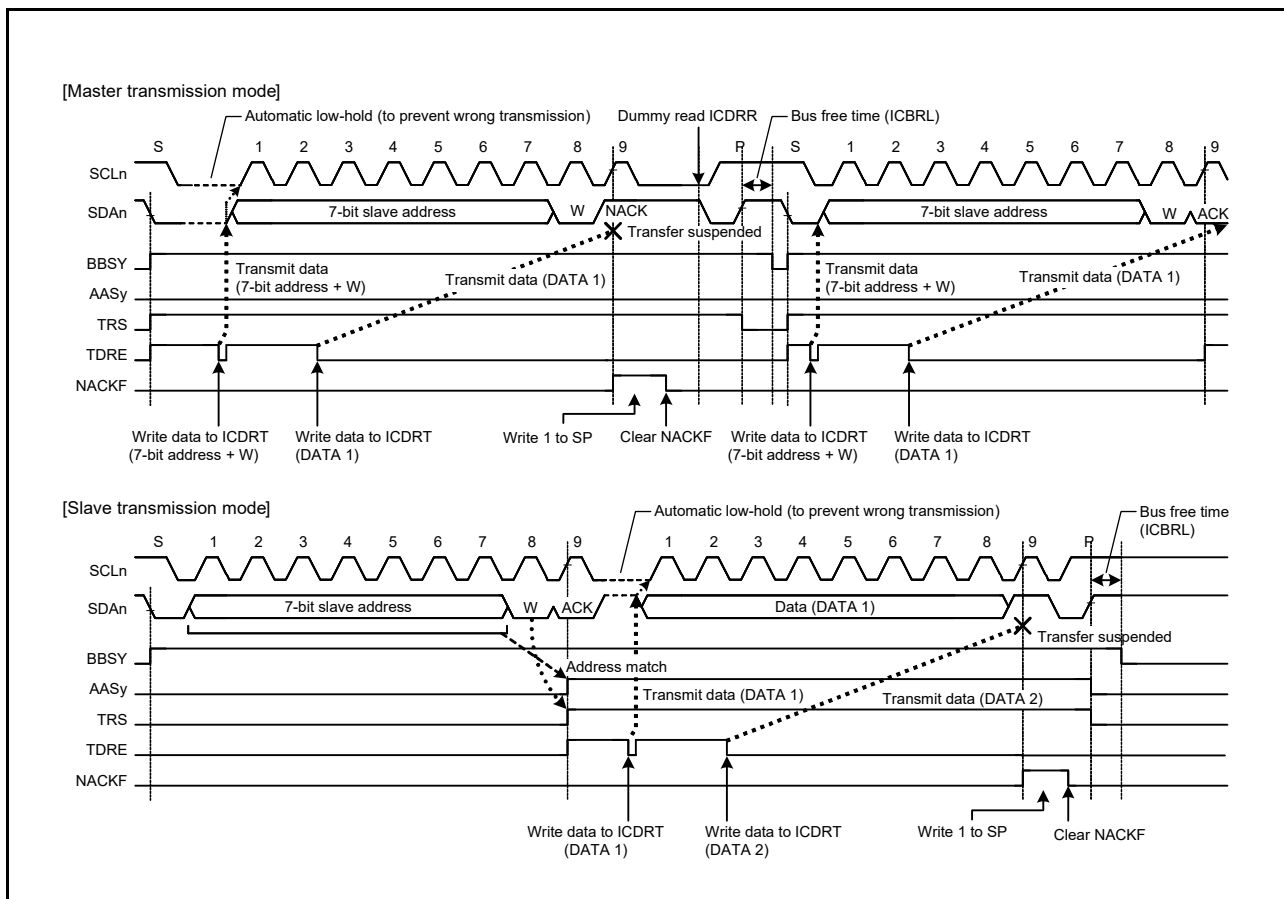 [Master transmission mode]
Automatic low-hold (to prevent wrong transmission)
Dummy read ICDRR
Bus free time (ICBRL)
S 1 2 3 4 5 6 7 8 9 P S 1 2 3 4 5 6 7 8 9
SCLn
SDAn 7-bit slave address W NACK 7-bit slave address W ACK
Transfer suspended
BBSY
Transmit data
(7-bit address + W)
Transmit data (DATA 1)
Transmit data
(7-bit address + W)
Transmit data (DATA 1)
AASy
TRS
TDRE
NACKF
Write data to ICDRT
(7-bit address + W)
Write data to ICDRT
(DATA 1)
Write 1 to SP
Clear NACKF
Write data to ICDRT
(7-bit address + W)
Write data to ICDRT
(DATA 1)
[Slave transmission mode]
Automatic low-hold (to prevent wrong transmission)
Bus free time
(ICBRL)
S 1 2 3 4 5 6 7 8 9 1 2 3 4 5 6 7 8 9 P
SCLn
SDAn 7-bit slave address W ACK Data (DATA 1)
Transfer suspended
BBSY
Address match
AASy
Transmit data (DATA 1)
Transmit data (DATA 2)
TRS
TDRE
NACKF
Write data to ICDRT
(DATA 1)
Write data to ICDRT
(DATA 2)
Write 1 to SP
Clear NACKF